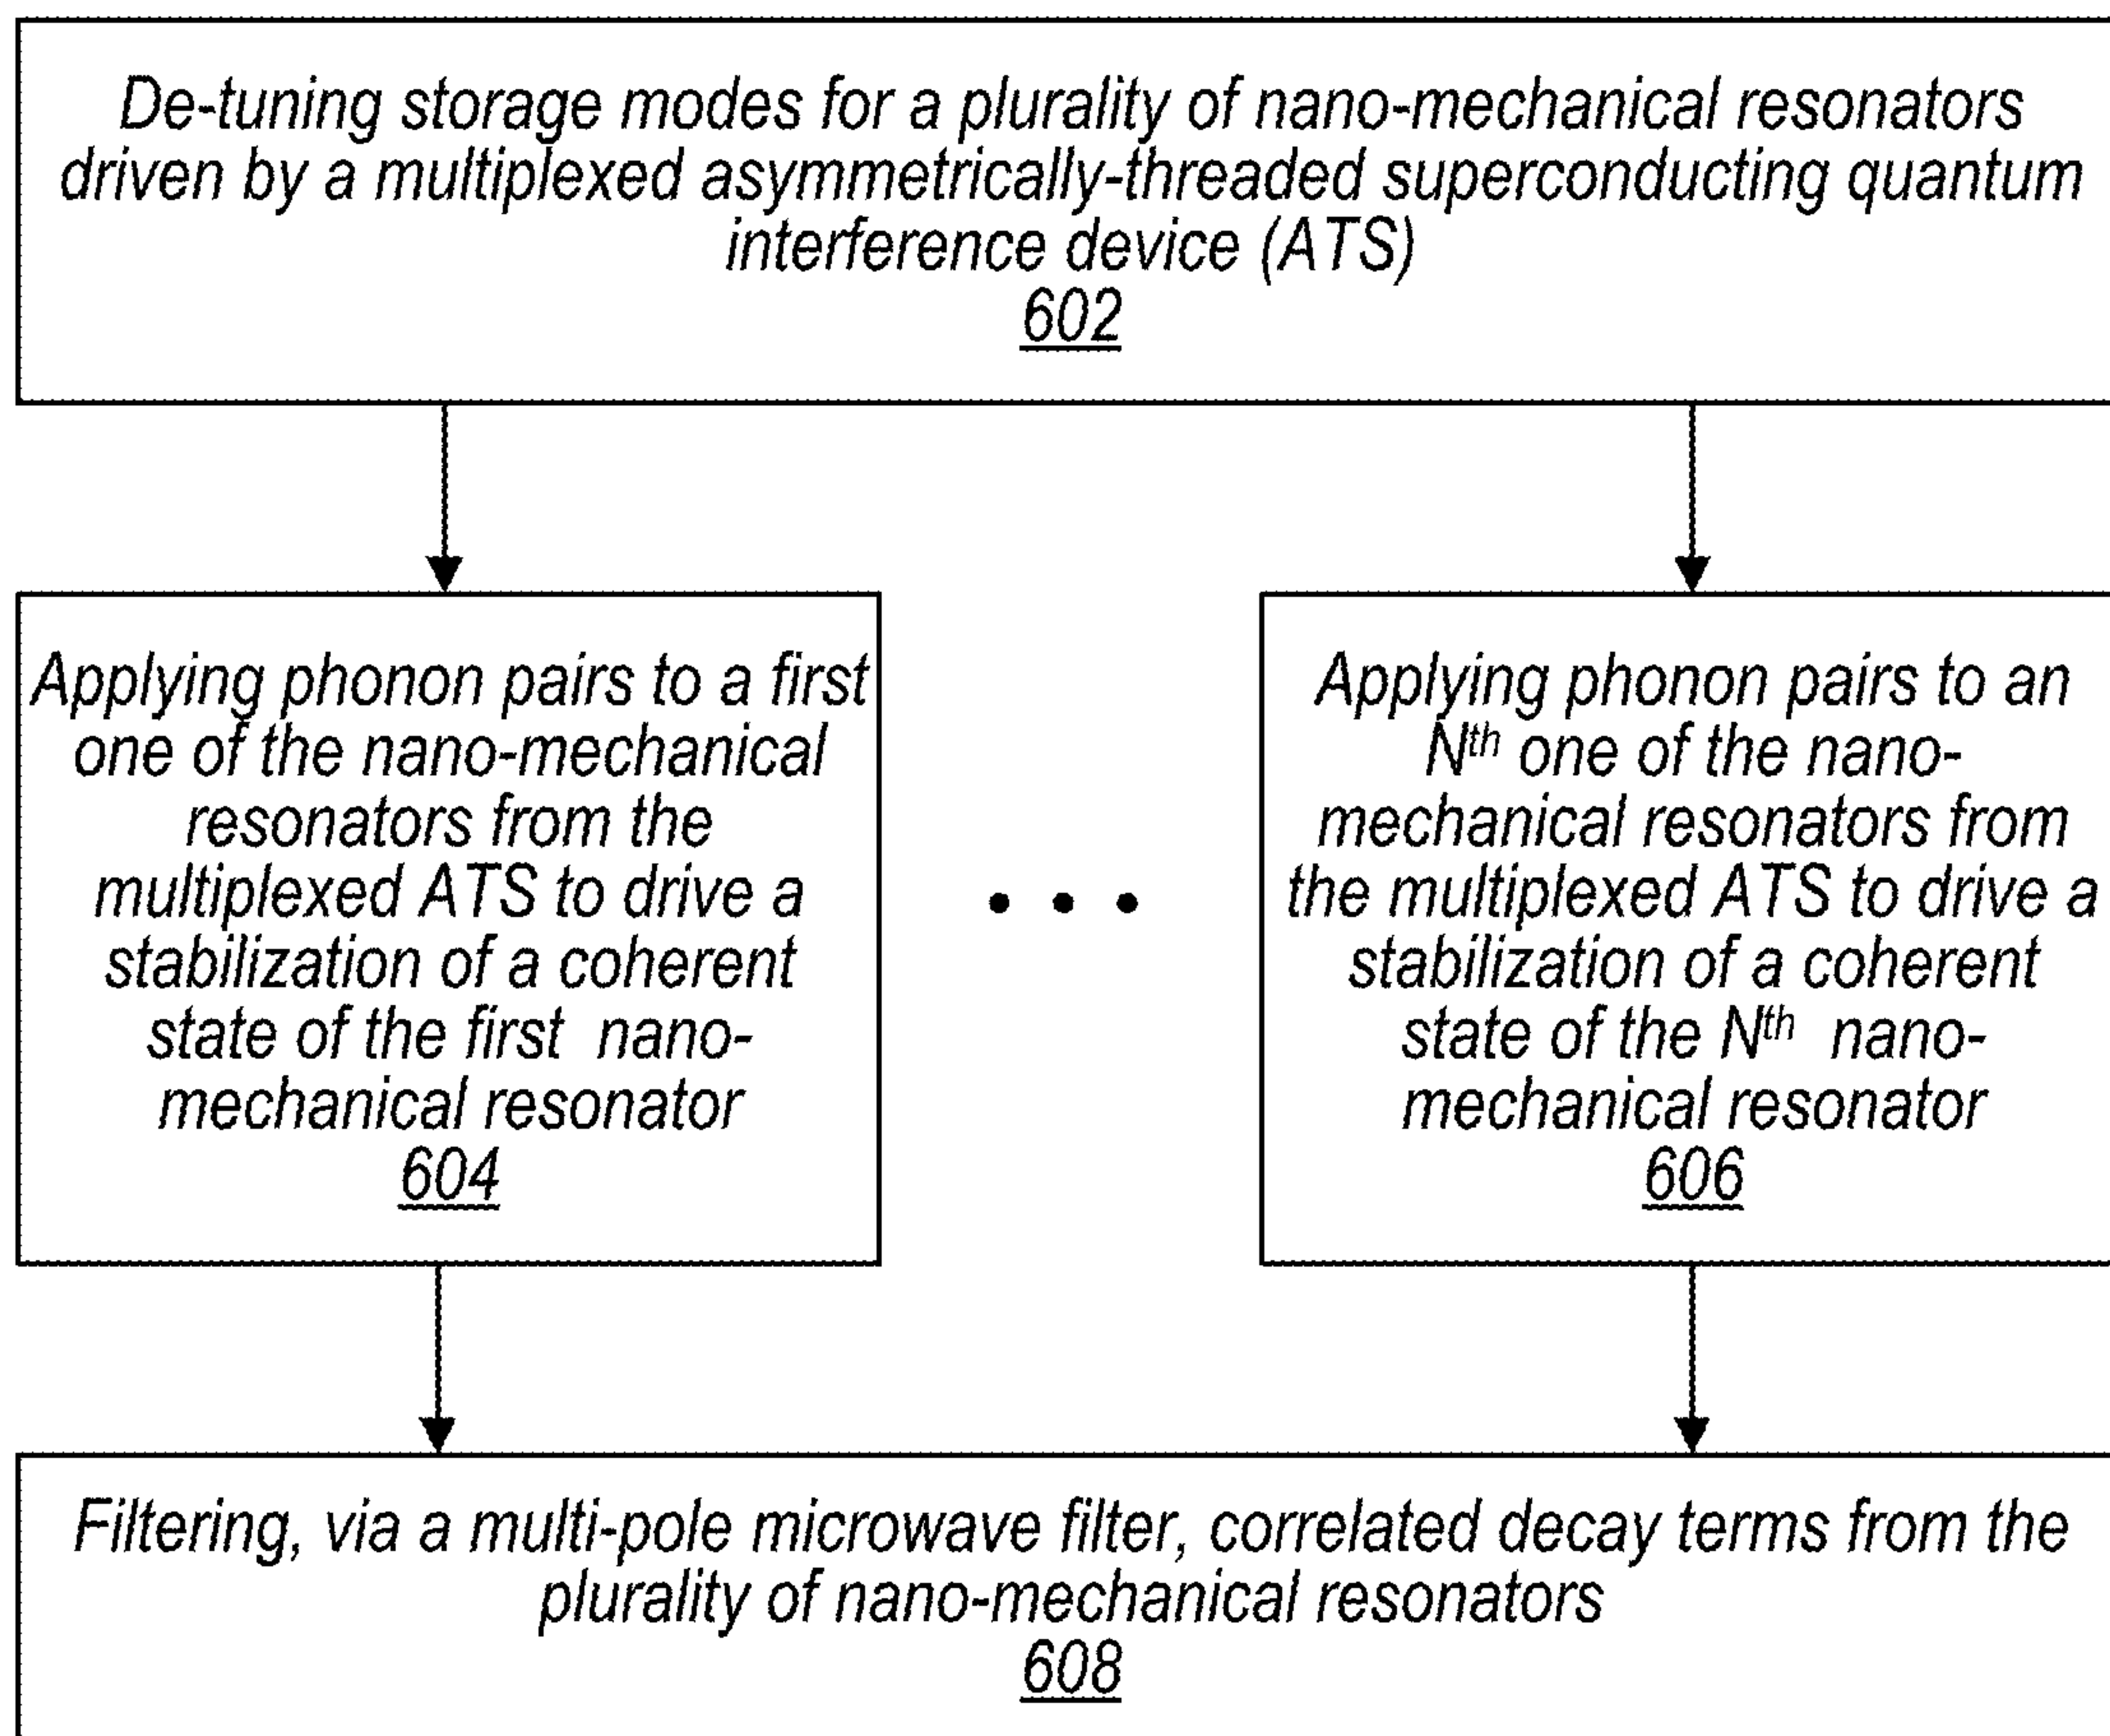 De-tuning storage modes for a plurality of nano-mechanical resonators
driven by a multiplexed asymmetrically-threaded superconducting quantum
interference device (ATS)
602
Applying phonon pairs to a first
one of the nano-mechanical
resonators from the
multiplexed ATS to drive a
stabilization of a coherent
state of the first nano-
mechanical resonator
604
• • •
Applying phonon pairs to an
Nth one of the nano-
mechanical resonators from
the multiplexed ATS to drive a
stabilization of a coherent
state of the Nth nano-
mechanical resonator
606
Filtering, via a multi-pole microwave filter, correlated decay terms from the
plurality of nano-mechanical resonators
608